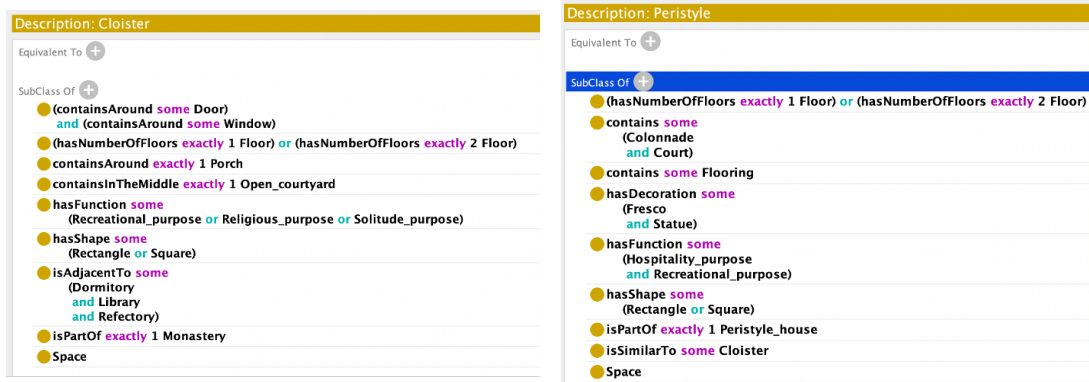 Description: Cloister
Equivalent To
SubClass Of
(containsAround some Door)
and (containsAround some Window)
(hasNumberOfFloors exactly 1 Floor) or (hasNumberOfFloors exactly 2 Floor)
containsAround exactly 1 Porch
containsInTheMiddle exactly 1 Open_courtyard
hasFunction some
(Recreational_purpose or Religious_purpose or Solitude_purpose)
hasShape some
(Rectangle or Square)
isAdjacentTo some
(Dormitory
and Library
and Refectory)
isPartOf exactly 1 Monastery
Space
Description: Peristyle
Equivalent To
SubClass Of
(hasNumberOfFloors exactly 1 Floor) or (hasNumberOfFloors exactly 2 Floor)
contains some
(Colonnade
and Court)
contains some Flooring
hasDecoration some
(Fresco
and Statue)
hasFunction some
(Hospitality_purpose
and Recreational_purpose)
hasShape some
(Rectangle or Square)
isPartOf exactly 1 Peristyle_house
isSimilarTo some Cloister
Space